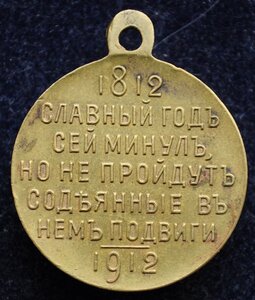 1812
СЛАВНЫЙ ГОДЪ
СЕЙ МИНУЛЪ,
НО НЕ ПРОЙДУТЪ
СОДѢЯННЫЕ ВЪ
НЕМЪ ПОДВИГИ
1912